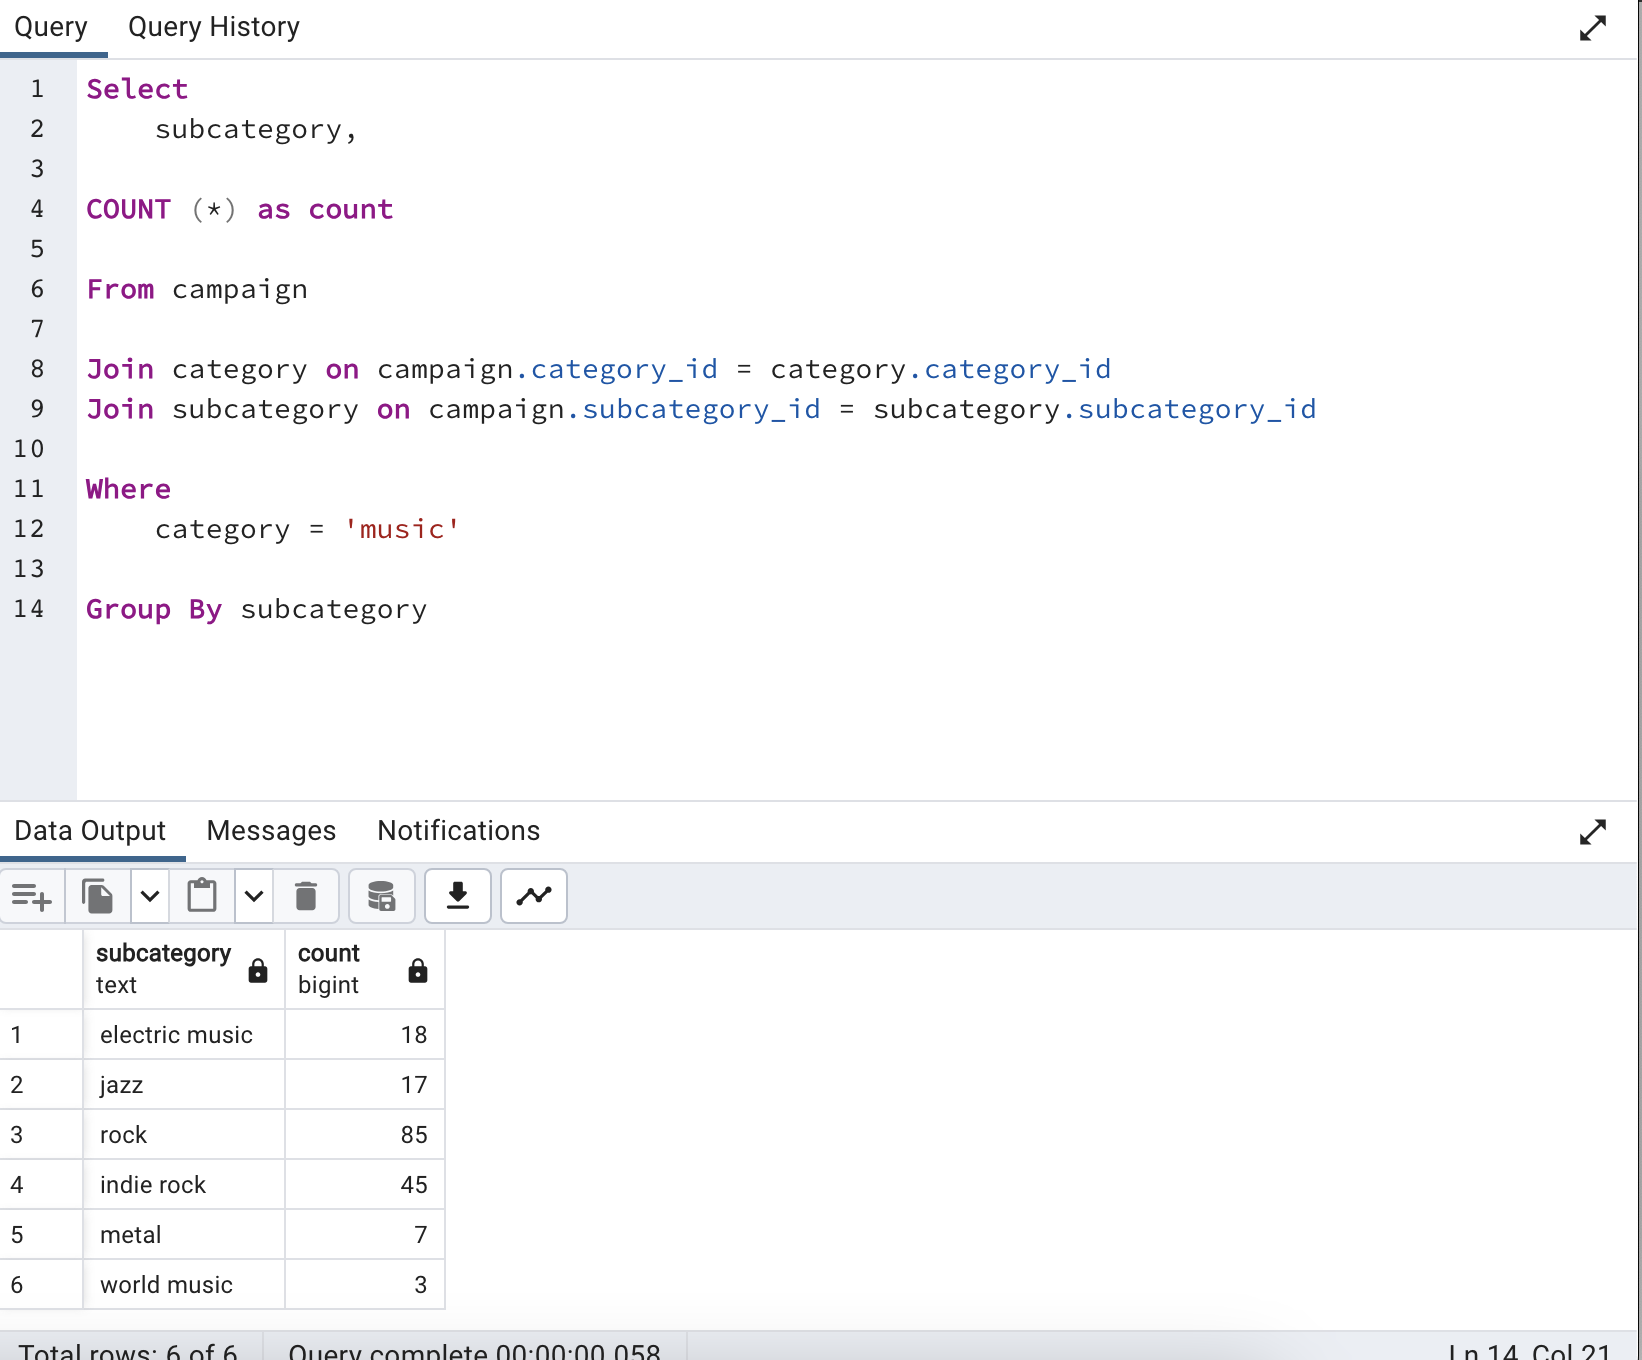 Query Query History
1 Select
2 subcategory,
3
4 COUNT (*) as count
5
6 From campaign
7
8 Join category on campaign.category_id = category.category_id
9 Join subcategory on campaign.subcategory_id = subcategory.subcategory_id
10
11 Where
12 category = 'music'
13
14 Group By subcategory
Data Output Messages Notifications
subcategory count
text bigint
1 electric music 18
2 jazz 17
3 rock 85
4 indie rock 45
5 metal 7
6 world music 3
Total rows: 6 of 6 Query complete 00:00:00.058 Ln 14, Col 21